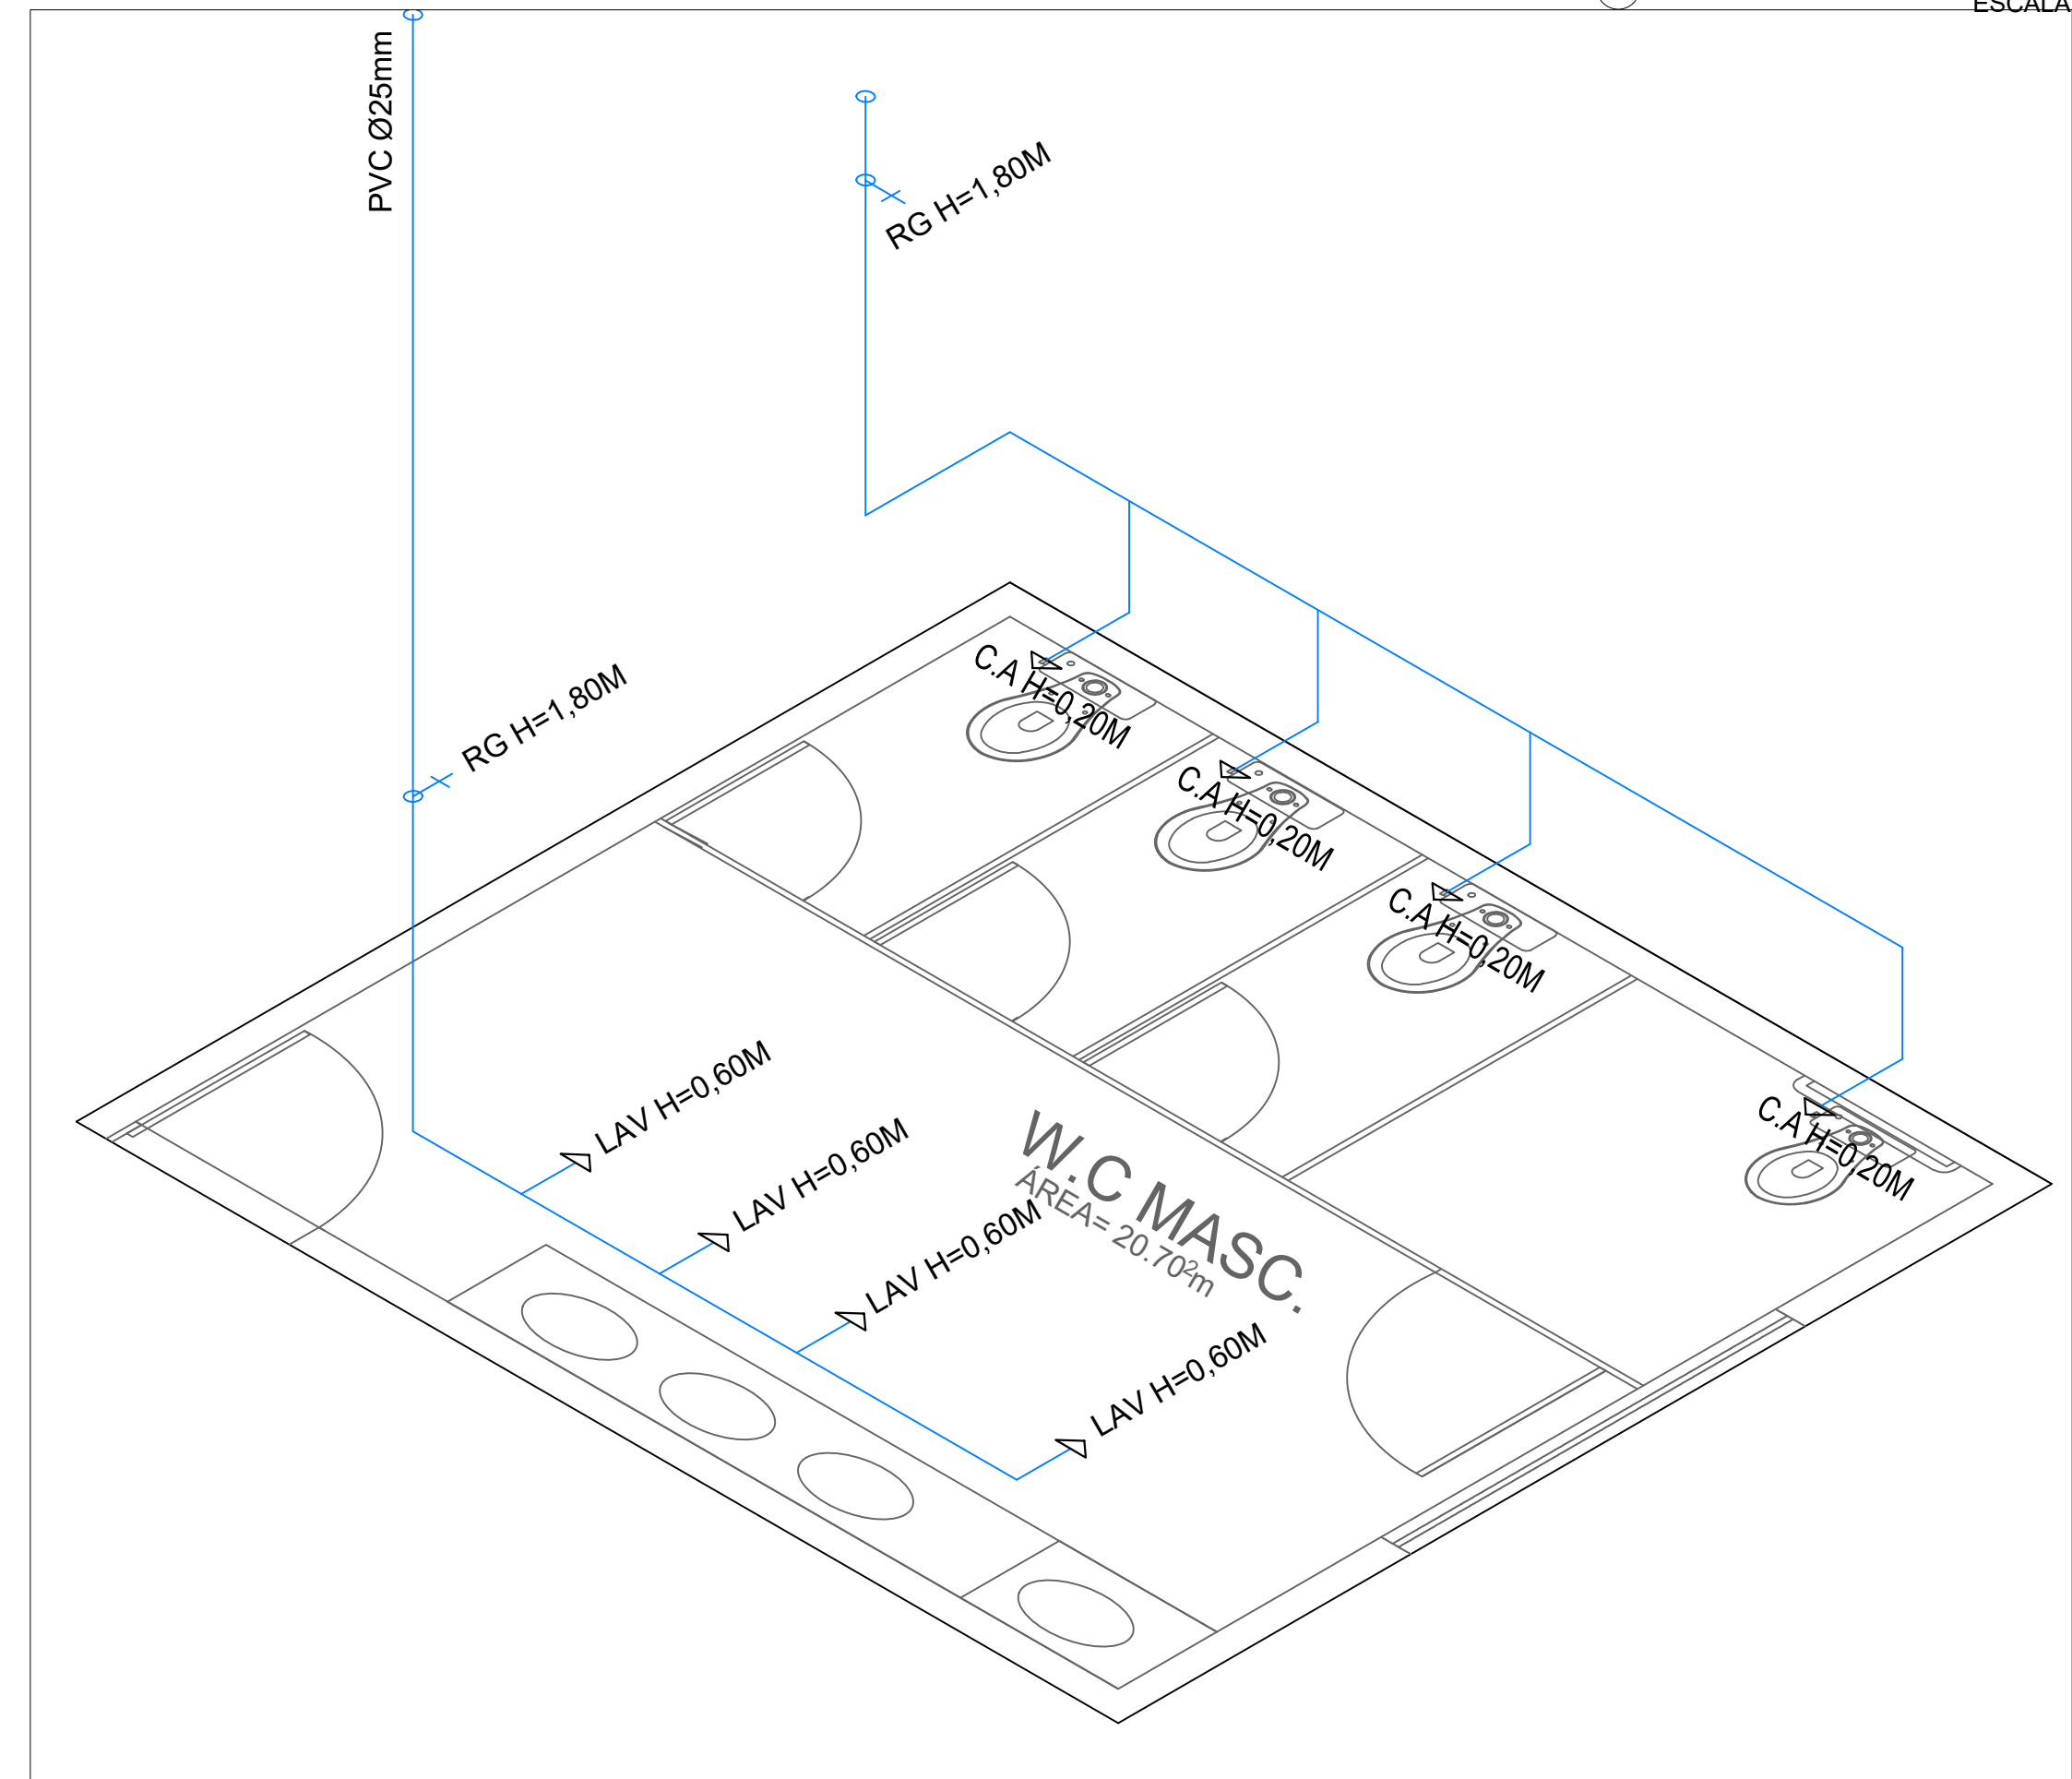 ESCALA
PVC Ø25mm
RG H=1,80M
RG H=1,80M
C.A H=0,20M
C.A H=0,20M
C.A H=0,20M
C.A H=0,20M
LAV H=0,60M
LAV H=0,60M
LAV H=0,60M
LAV H=0,60M
W.C MASC.
ÁREA= 20.70²m